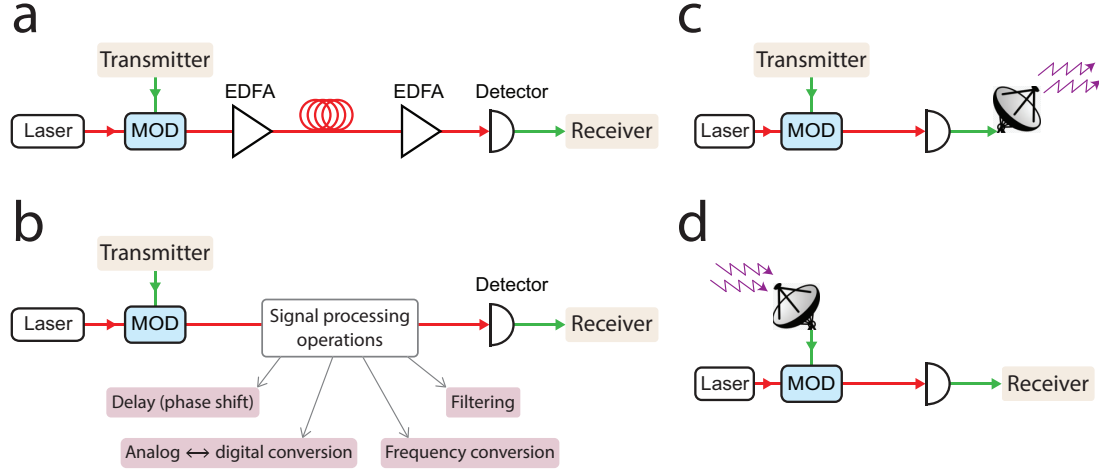 a
Transmitter
Laser
MOD
EDFA
EDFA
Detector
Receiver
c
Transmitter
Laser
MOD
b
Transmitter
Laser
MOD
Signal processing
operations
Detector
Receiver
Delay (phase shift)
Filtering
Analog ↔ digital conversion
Frequency conversion
d
Laser
MOD
Receiver